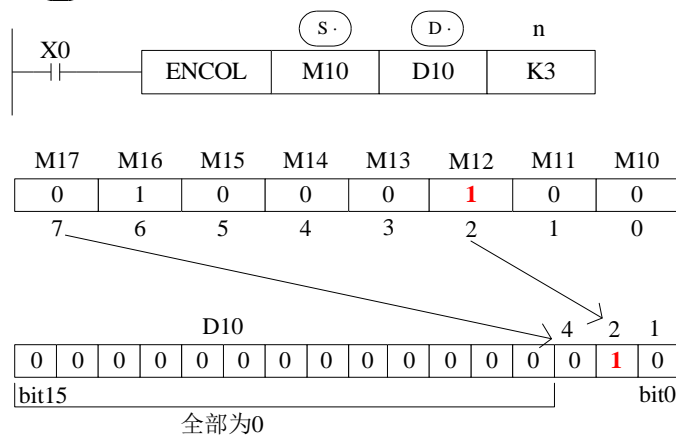 S· D· n
X0
ENCOL M10 D10 K3
M17 M16 M15 M14 M13 M12 M11 M10
0 1 0 0 0 1 0 0
7 6 5 4 3 2 1 0
D10 4 2 1
0 0 0 0 0 0 0 0 0 0 0 0 0 0 1 0
bit15 bit0
全部为0